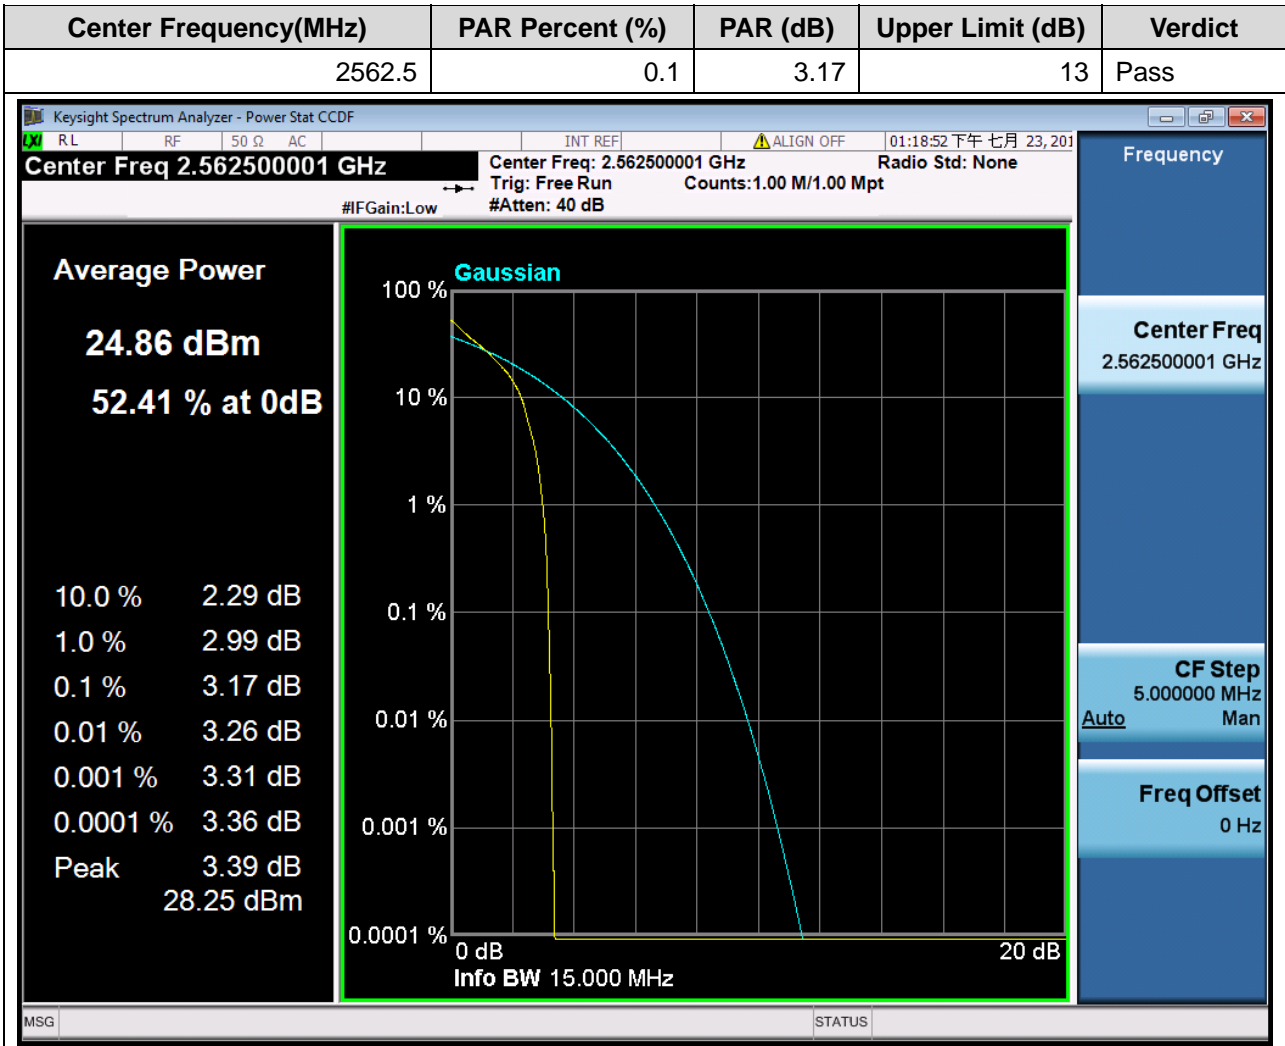 Center Frequency(MHz) PAR Percent (%) PAR (dB) Upper Limit (dB) Verdict
2562.5 0.1 3.17 13 Pass
Keysight Spectrum Analyzer - Power Stat CCDF
LXI RL RF 50 Ω AC INT REF ALIGN OFF 01:18:52 下午 七月 23, 201
Center Freq 2.562500001 GHz
#IFGain:Low
Center Freq: 2.562500001 GHz Radio Std: None
Trig: Free Run Counts:1.00 M/1.00 Mpt
#Atten: 40 dB
Average Power
24.86 dBm
52.41 % at 0dB
10.0 % 2.29 dB
1.0 % 2.99 dB
0.1 % 3.17 dB
0.01 % 3.26 dB
0.001 % 3.31 dB
0.0001 % 3.36 dB
Peak 3.39 dB
28.25 dBm
Gaussian
100 %
10 %
1 %
0.1 %
0.01 %
0.001 %
0.0001 %
0 dB 20 dB
Info BW 15.000 MHz
Frequency
Center Freq
2.562500001 GHz
CF Step
5.000000 MHz
Auto Man
Freq Offset
0 Hz
MSG STATUS